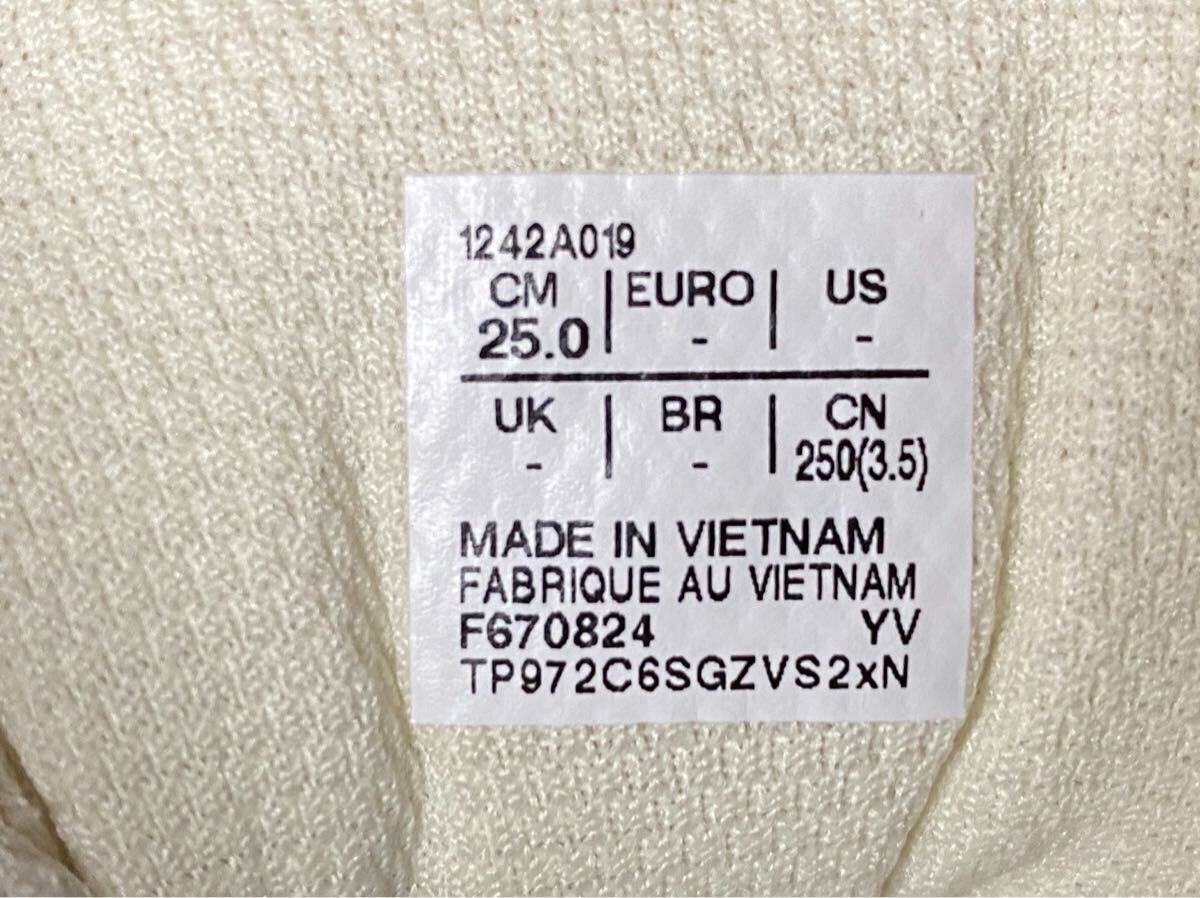 1242A019
CM | EURO | US
25.0 | - | -
UK | BR | CN
- | - | 250(3.5)
MADE IN VIETNAM
FABRIQUE AU VIETNAM
F670824 YV
TP972C6SGZVS2xN